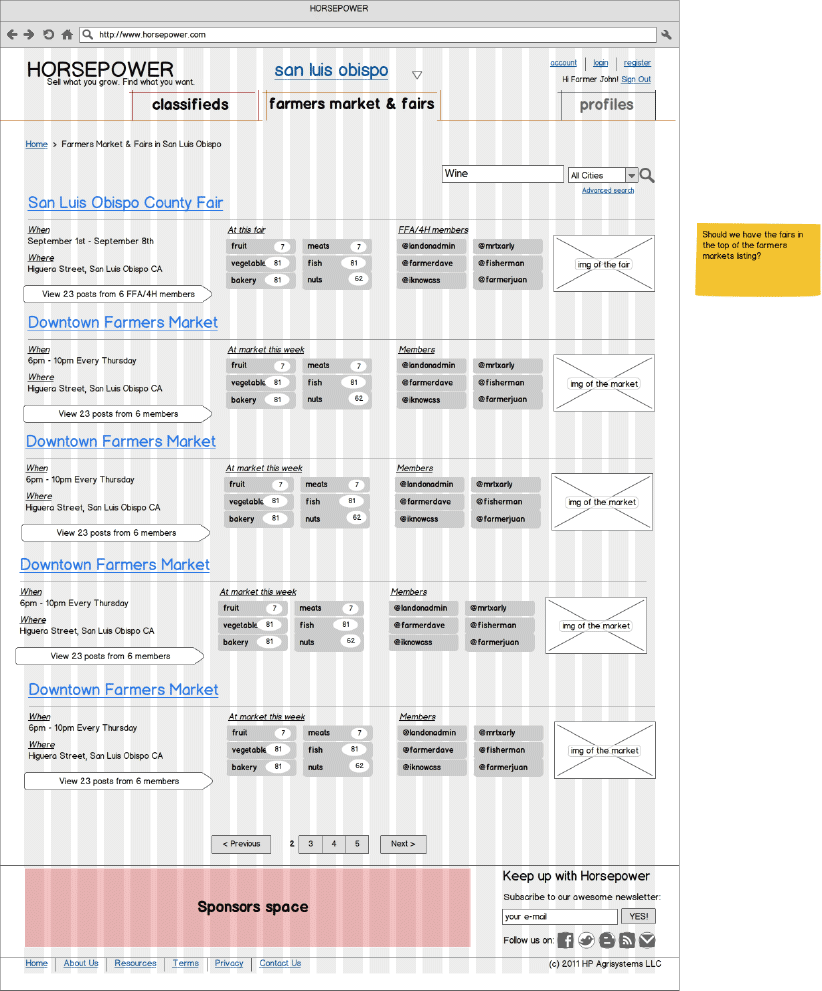 HORSEPOWER
http://www.horsepower.com
HORSEPOWER
Sell what you grow. Find what you want.
san luis obispo
account login register
Hi Farmer John! Sign Out
classifieds farmers market & fairs profiles
Home > Farmers Market & Fairs in San Luis Obispo
Wine All Cities
Advanced search
Should we have the fairs in
the top of the farmers
markets listing?
San Luis Obispo County Fair
When At this fair FFA/4H members
September 1st - September 8th
fruit 7 meats 7 @landonadmin @mrtxarly
Where
vegetable 81 fish 81 @farmerdave @fisherman
Higuera Street, San Luis Obispo CA
img of the fair
bakery 81 nuts 62 @iknowcss @farmerjuan
View 23 posts from 6 FFA/4H members
Downtown Farmers Market
When At market this week Members
6pm - 10pm Every Thursday
fruit 7 meats 7 @landonadmin @mrtxarly
Where
vegetable 81 fish 81 @farmerdave @fisherman
Higuera Street, San Luis Obispo CA
img of the market
bakery 81 nuts 62 @iknowcss @farmerjuan
View 23 posts from 6 members
Downtown Farmers Market
When At market this week Members
6pm - 10pm Every Thursday
fruit 7 meats 7 @landonadmin @mrtxarly
Where
vegetable 81 fish 81 @farmerdave @fisherman
Higuera Street, San Luis Obispo CA
img of the market
bakery 81 nuts 62 @iknowcss @farmerjuan
View 23 posts from 6 members
Downtown Farmers Market
When At market this week Members
6pm - 10pm Every Thursday
fruit 7 meats 7 @landonadmin @mrtxarly
Where
vegetable 81 fish 81 @farmerdave @fisherman
Higuera Street, San Luis Obispo CA
img of the market
bakery 81 nuts 62 @iknowcss @farmerjuan
View 23 posts from 6 members
Downtown Farmers Market
When At market this week Members
6pm - 10pm Every Thursday
fruit 7 meats 7 @landonadmin @mrtxarly
Where
vegetable 81 fish 81 @farmerdave @fisherman
Higuera Street, San Luis Obispo CA
img of the market
bakery 81 nuts 62 @iknowcss @farmerjuan
View 23 posts from 6 members
< Previous 2 3 4 5 Next >
Sponsors space
Keep up with Horsepower
Subscribe to our awesome newsletter:
your e-mail YES!
Follow us on:
Home About Us Resources Terms Privacy Contact Us
(c) 2011 HP Agrisystems LLC